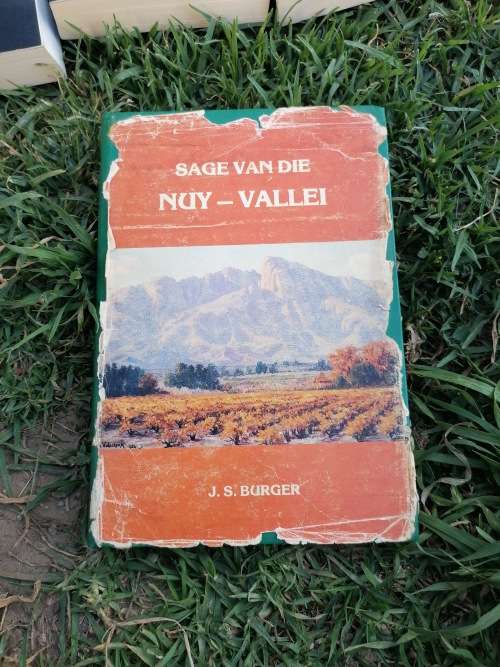 SAGE VAN DIE
NUY – VALLEI
J. S. BURGER